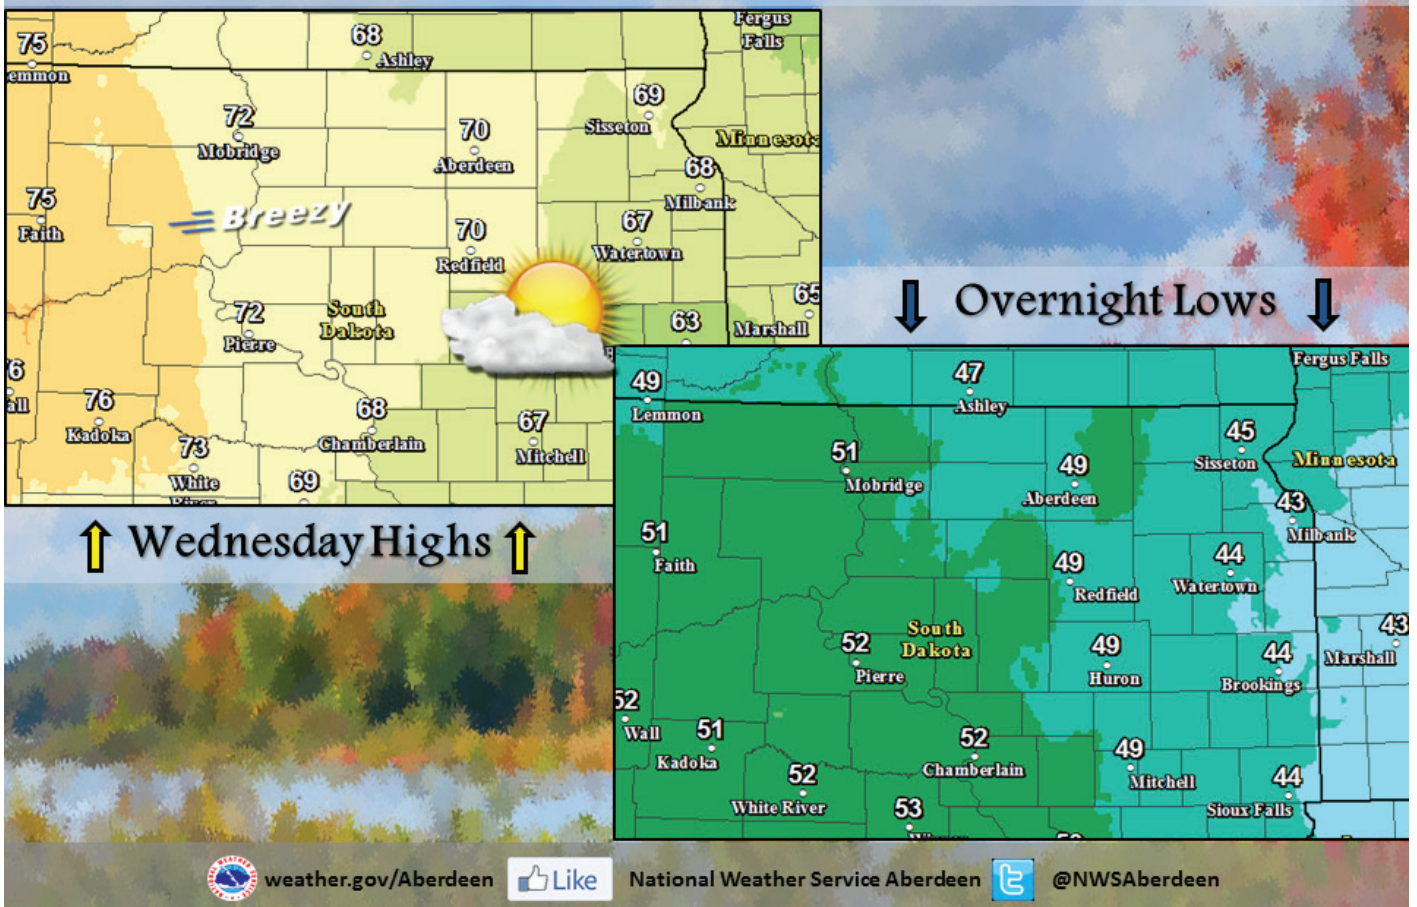 75
emmon
68
Ashley
Fergus
Falls
72
Mobridge
70
Aberdeen
69
Sisseton
Minnesota
68
Milbank
75
Faith
Breezy
70
Redfield
67
Watertown
72
Pierre
South
Dakota
63
65
Marshall
6
all
76
Kadoka
73
White
River
68
Chamberlain
69
67
Mitchell
Wednesday Highs
Overnight Lows
49
Lemmon
47
Ashley
Fergus Falls
51
Mobridge
49
Aberdeen
45
Sisseton
Minnesota
43
Milbank
51
Faith
49
Redfield
44
Watertown
52
Pierre
South
Dakota
49
Huron
44
Brookings
43
Marshall
52
Wall
51
Kadoka
52
White River
52
Chamberlain
53
49
Mitchell
44
Sioux Falls
weather.gov/Aberdeen
Like
National Weather Service Aberdeen
@NWSAberdeen